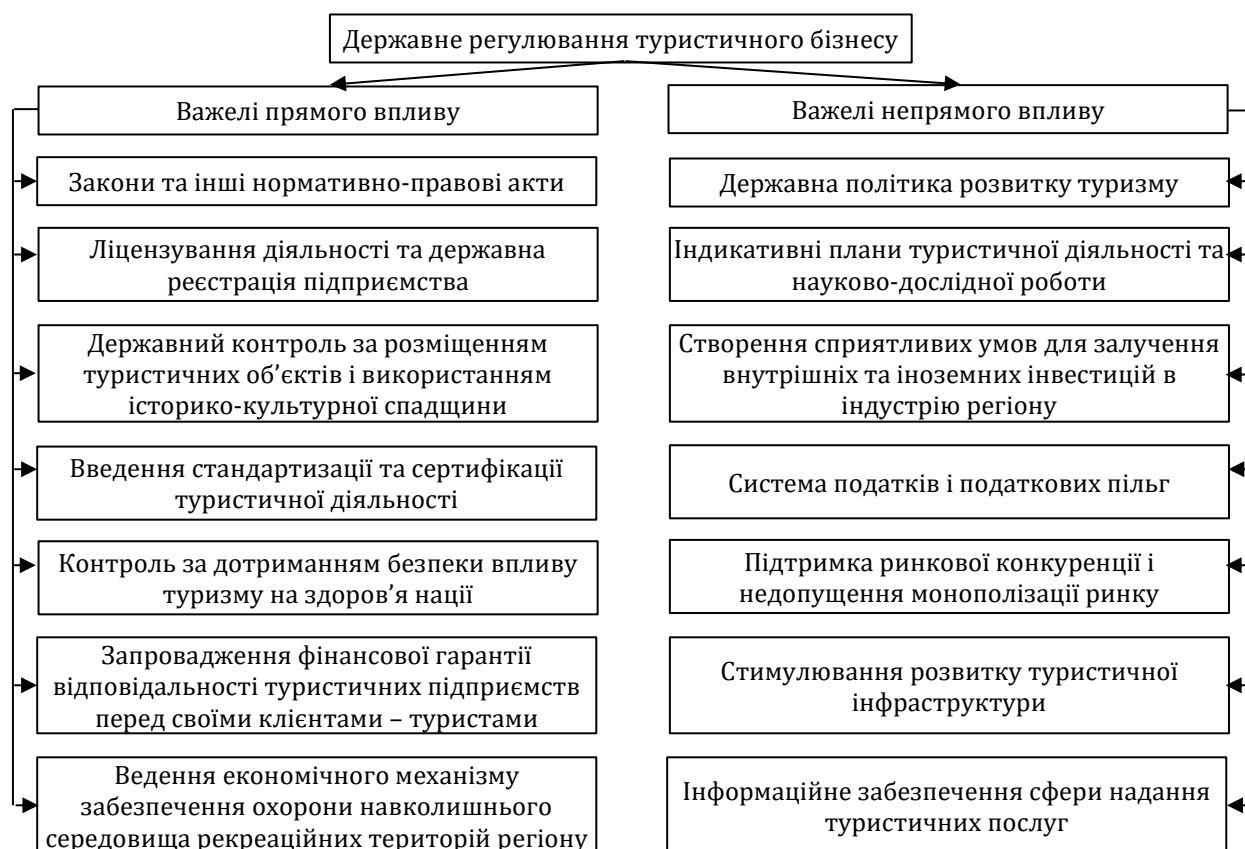 Державне регулювання туристичного бізнесу
Важелі прямого впливу
Закони та інші нормативно-правові акти
Ліцензування діяльності та державна
реєстрація підприємства
Державний контроль за розміщенням
туристичних об’єктів і використанням
історико-культурної спадщини
Введення стандартизації та сертифікації
туристичної діяльності
Контроль за дотриманням безпеки впливу
туризму на здоров’я нації
Запровадження фінансової гарантії
відповідальності туристичних підприємств
перед своїми клієнтами – туристами
Ведення економічного механізму
забезпечення охорони навколишнього
середовища рекреаційних територій регіону
Важелі непрямого впливу
Державна політика розвитку туризму
Індикативні плани туристичної діяльності та
науково-дослідної роботи
Створення сприятливих умов для залучення
внутрішніх та іноземних інвестицій в
індустрію регіону
Система податків і податкових пільг
Підтримка ринкової конкуренції і
недопущення монополізації ринку
Стимулювання розвитку туристичної
інфраструктури
Інформаційне забезпечення сфери надання
туристичних послуг